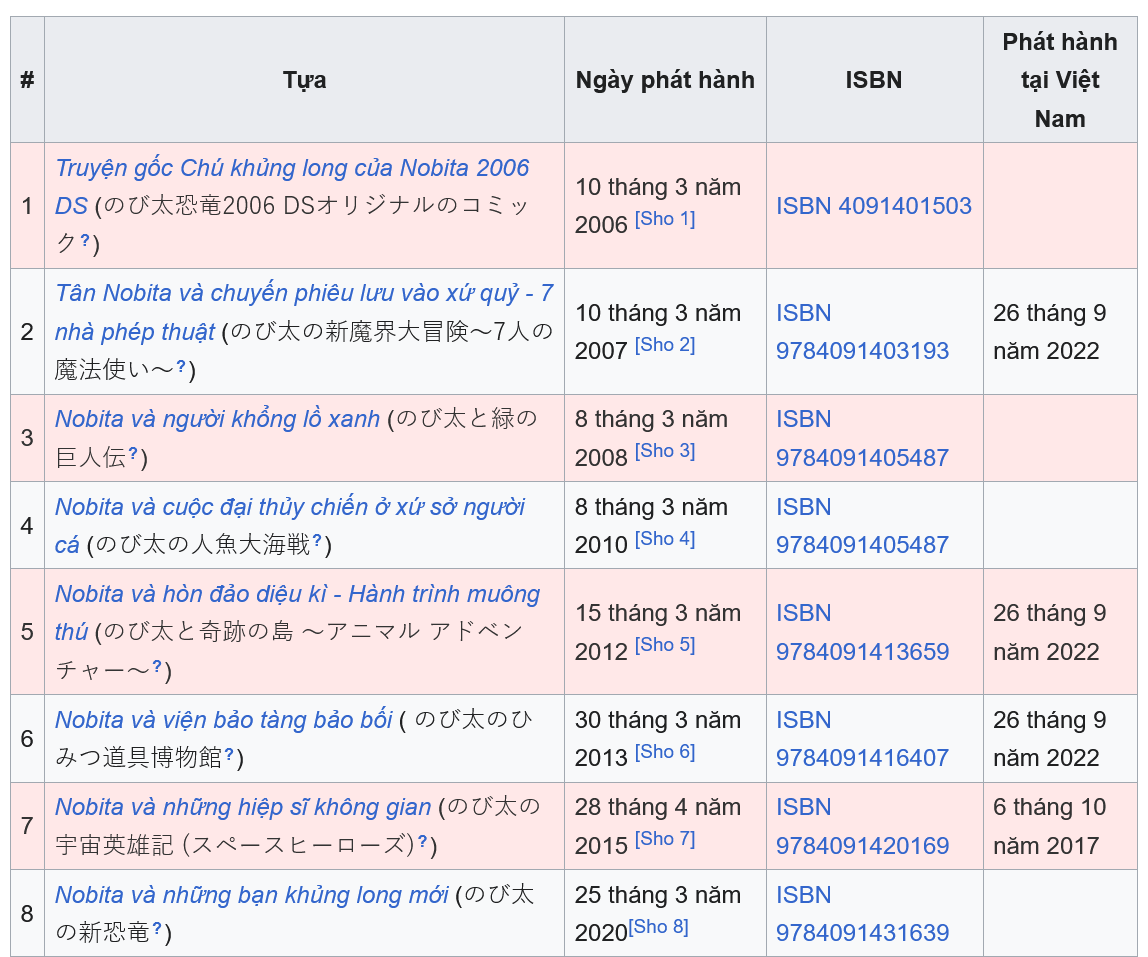 #
Tựa
Ngày phát hành
ISBN
Phát hành
tại Việt
Nam
1
Truyện gốc Chú khủng long của Nobita 2006
DS (のび太恐竜2006 DSオリジナルのコミッ
ク?)
10 tháng 3 năm
2006 [Sho 1]
ISBN 4091401503
2
Tân Nobita và chuyến phiêu lưu vào xứ quỷ - 7
nhà phép thuật (のび太の新魔界大冒険〜7人の
魔法使い〜?)
10 tháng 3 năm
2007 [Sho 2]
ISBN
9784091403193
26 tháng 9
năm 2022
3
Nobita và người khổng lồ xanh (のび太と緑の
巨人伝?)
8 tháng 3 năm
2008 [Sho 3]
ISBN
9784091405487
4
Nobita và cuộc đại thủy chiến ở xứ sở người
cá (のび太の人魚大海戦?)
8 tháng 3 năm
2010 [Sho 4]
ISBN
9784091405487
5
Nobita và hòn đảo diệu kì - Hành trình muông
thú (のび太と奇跡の島 〜アニマル アドベン
チャー〜?)
15 tháng 3 năm
2012 [Sho 5]
ISBN
9784091413659
26 tháng 9
năm 2022
6
Nobita và viện bảo tàng bảo bối ( のび太のひ
みつ道具博物館?)
30 tháng 3 năm
2013 [Sho 6]
ISBN
9784091416407
26 tháng 9
năm 2022
7
Nobita và những hiệp sĩ không gian (のび太の
宇宙英雄記 (スペースヒーローズ)?)
28 tháng 4 năm
2015 [Sho 7]
ISBN
9784091420169
6 tháng 10
năm 2017
8
Nobita và những bạn khủng long mới (のび太
の新恐竜?)
25 tháng 3 năm
2020[Sho 8]
ISBN
9784091431639